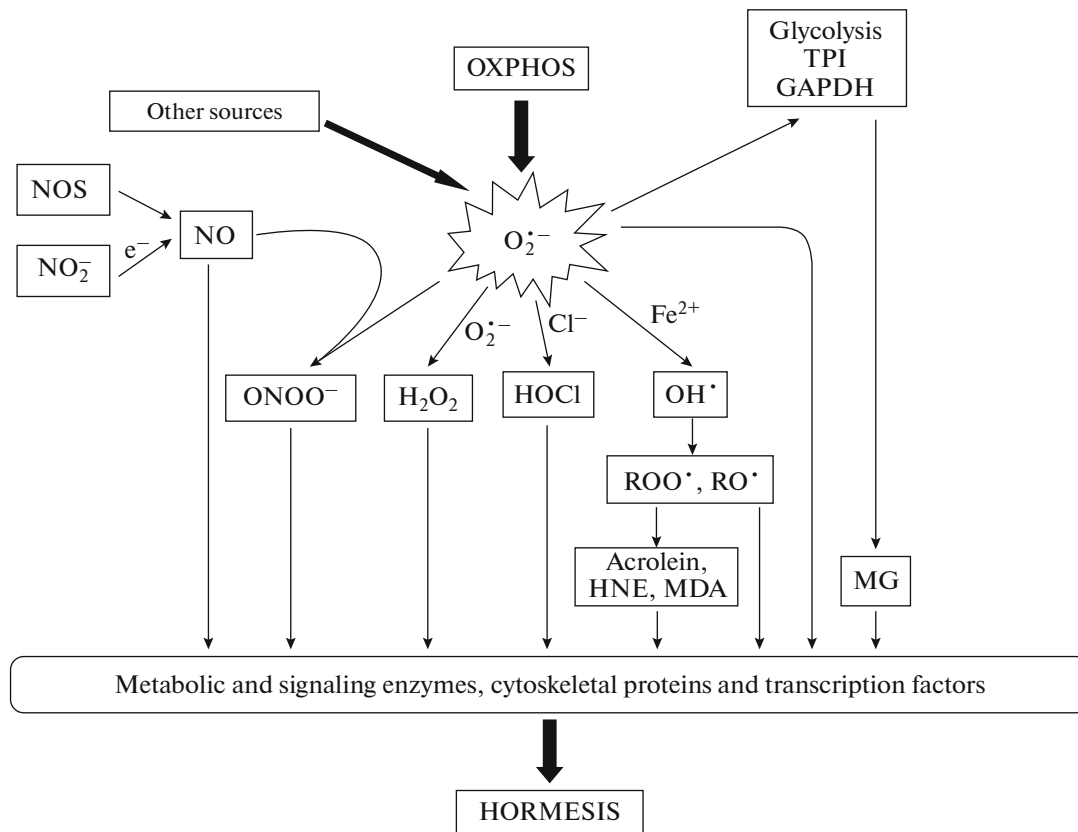 Glycolysis
TPI
GAPDH
OXPHOS
Other sources
NOS
NO
NO₂⁻
e⁻
O₂•⁻
Fe²⁺
Cl⁻
O₂•⁻
ONOO⁻
H₂O₂
HOCl
OH•
ROO•, RO•
Acrolein,
HNE, MDA
MG
Metabolic and signaling enzymes, cytoskeletal proteins and transcription factors
HORMESIS